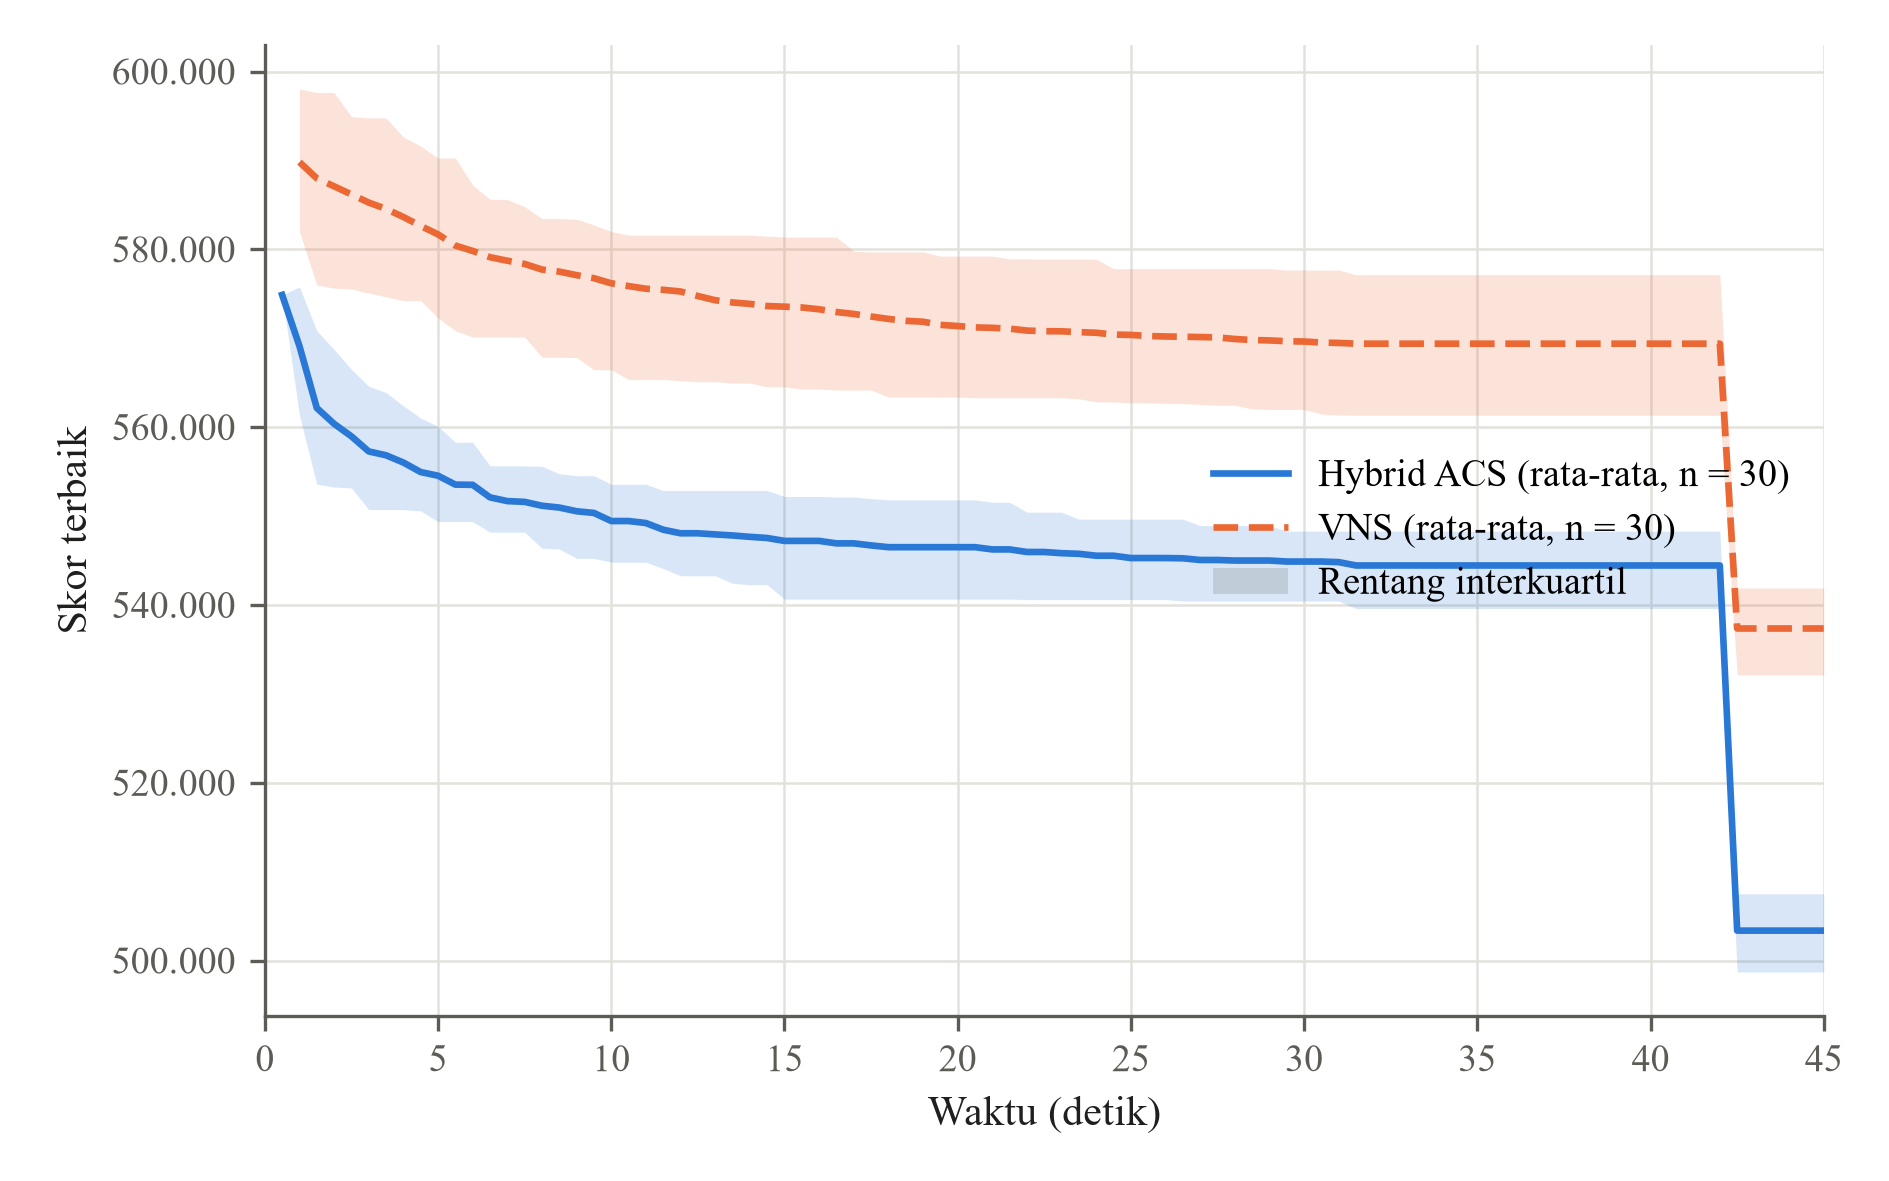 600.000
580.000
560.000
540.000
520.000
500.000
Skor terbaik
Hybrid ACS (rata-rata, n = 30)
VNS (rata-rata, n = 30)
Rentang interkuartil
0 5 10 15 20 25 30 35 40 45
Waktu (detik)